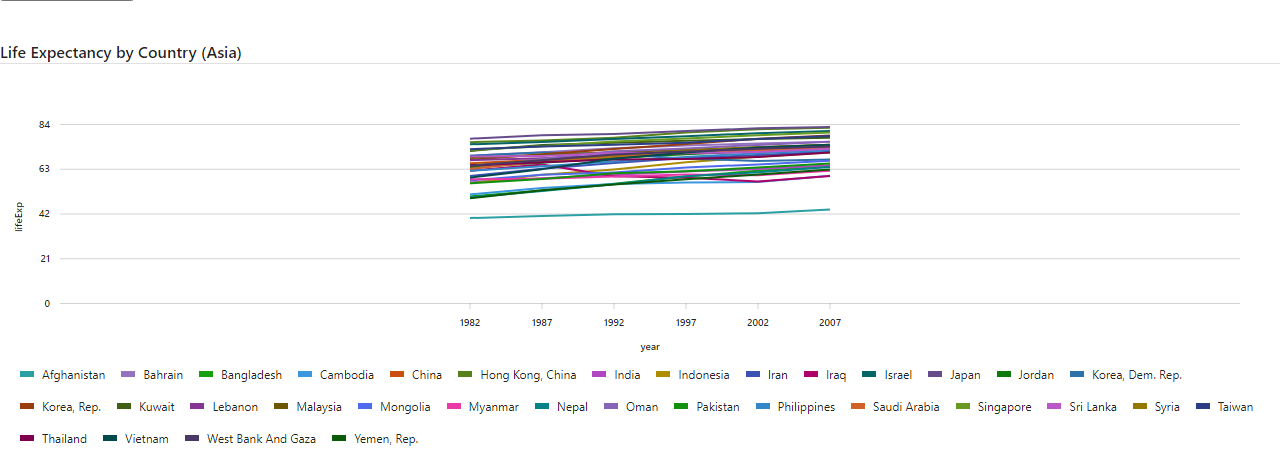 Life Expectancy by Country (Asia)
84
63
42
21
0
lifeExp
1982 1987 1992 1997 2002 2007
year
Afghanistan Bahrain Bangladesh Cambodia China Hong Kong, China India Indonesia Iran Iraq Israel Japan Jordan Korea, Dem. Rep.
Korea, Rep. Kuwait Lebanon Malaysia Mongolia Myanmar Nepal Oman Pakistan Philippines Saudi Arabia Singapore Sri Lanka Syria Taiwan
Thailand Vietnam West Bank And Gaza Yemen, Rep.